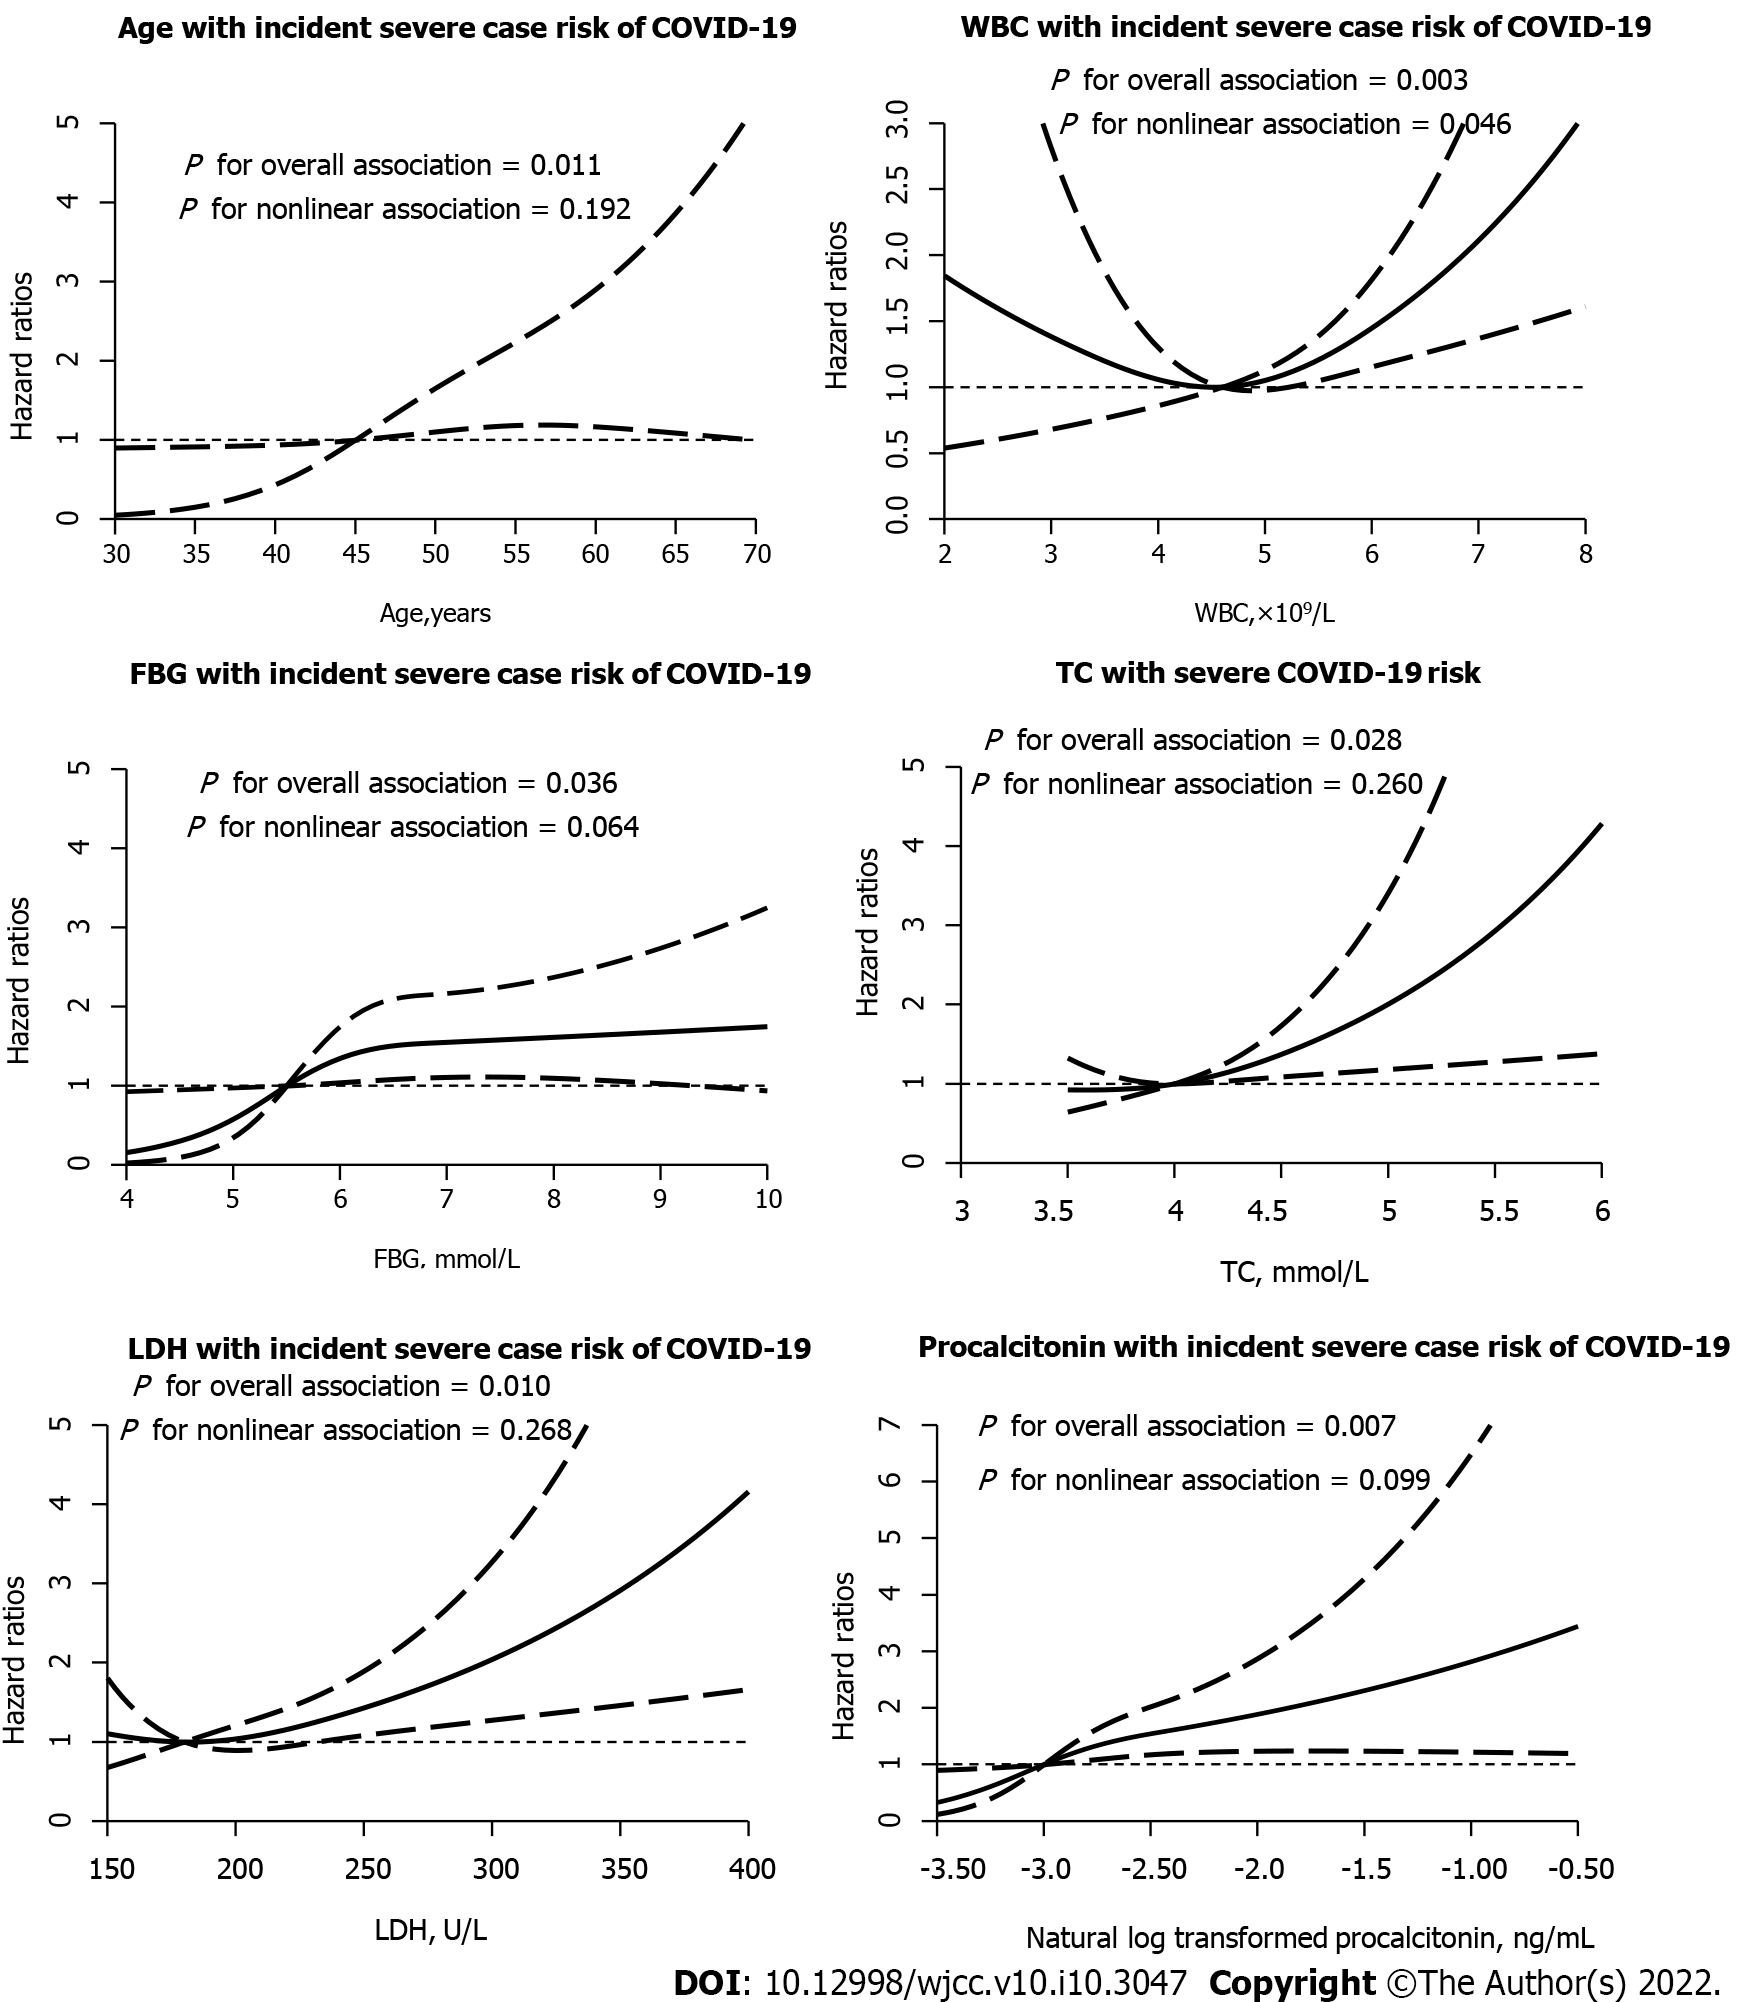 Age with incident severe case risk of COVID-19
P for overall association = 0.011
P for nonlinear association = 0.192
5
4
3
2
1
0
Hazard ratios
30 35 40 45 50 55 60 65 70
Age,years
WBC with incident severe case risk of COVID-19
P for overall association = 0.003
P for nonlinear association = 0.046
3.0
2.5
2.0
1.5
1.0
0.5
0.0
Hazard ratios
2 3 4 5 6 7 8
WBC,×10⁹/L
FBG with incident severe case risk of COVID-19
P for overall association = 0.036
P for nonlinear association = 0.064
5
4
3
2
1
0
Hazard ratios
4 5 6 7 8 9 10
FBG, mmol/L
TC with severe COVID-19 risk
P for overall association = 0.028
P for nonlinear association = 0.260
5
4
3
2
1
0
Hazard ratios
3 3.5 4 4.5 5 5.5 6
TC, mmol/L
LDH with incident severe case risk of COVID-19
P for overall association = 0.010
P for nonlinear association = 0.268
5
4
3
2
1
0
Hazard ratios
150 200 250 300 350 400
LDH, U/L
Procalcitonin with inicdent severe case risk of COVID-19
P for overall association = 0.007
P for nonlinear association = 0.099
7
6
5
4
3
2
1
0
Hazard ratios
-3.50 -3.0 -2.50 -2.0 -1.5 -1.00 -0.50
Natural log transformed procalcitonin, ng/mL
DOI: 10.12998/wjcc.v10.i10.3047 Copyright ©The Author(s) 2022.